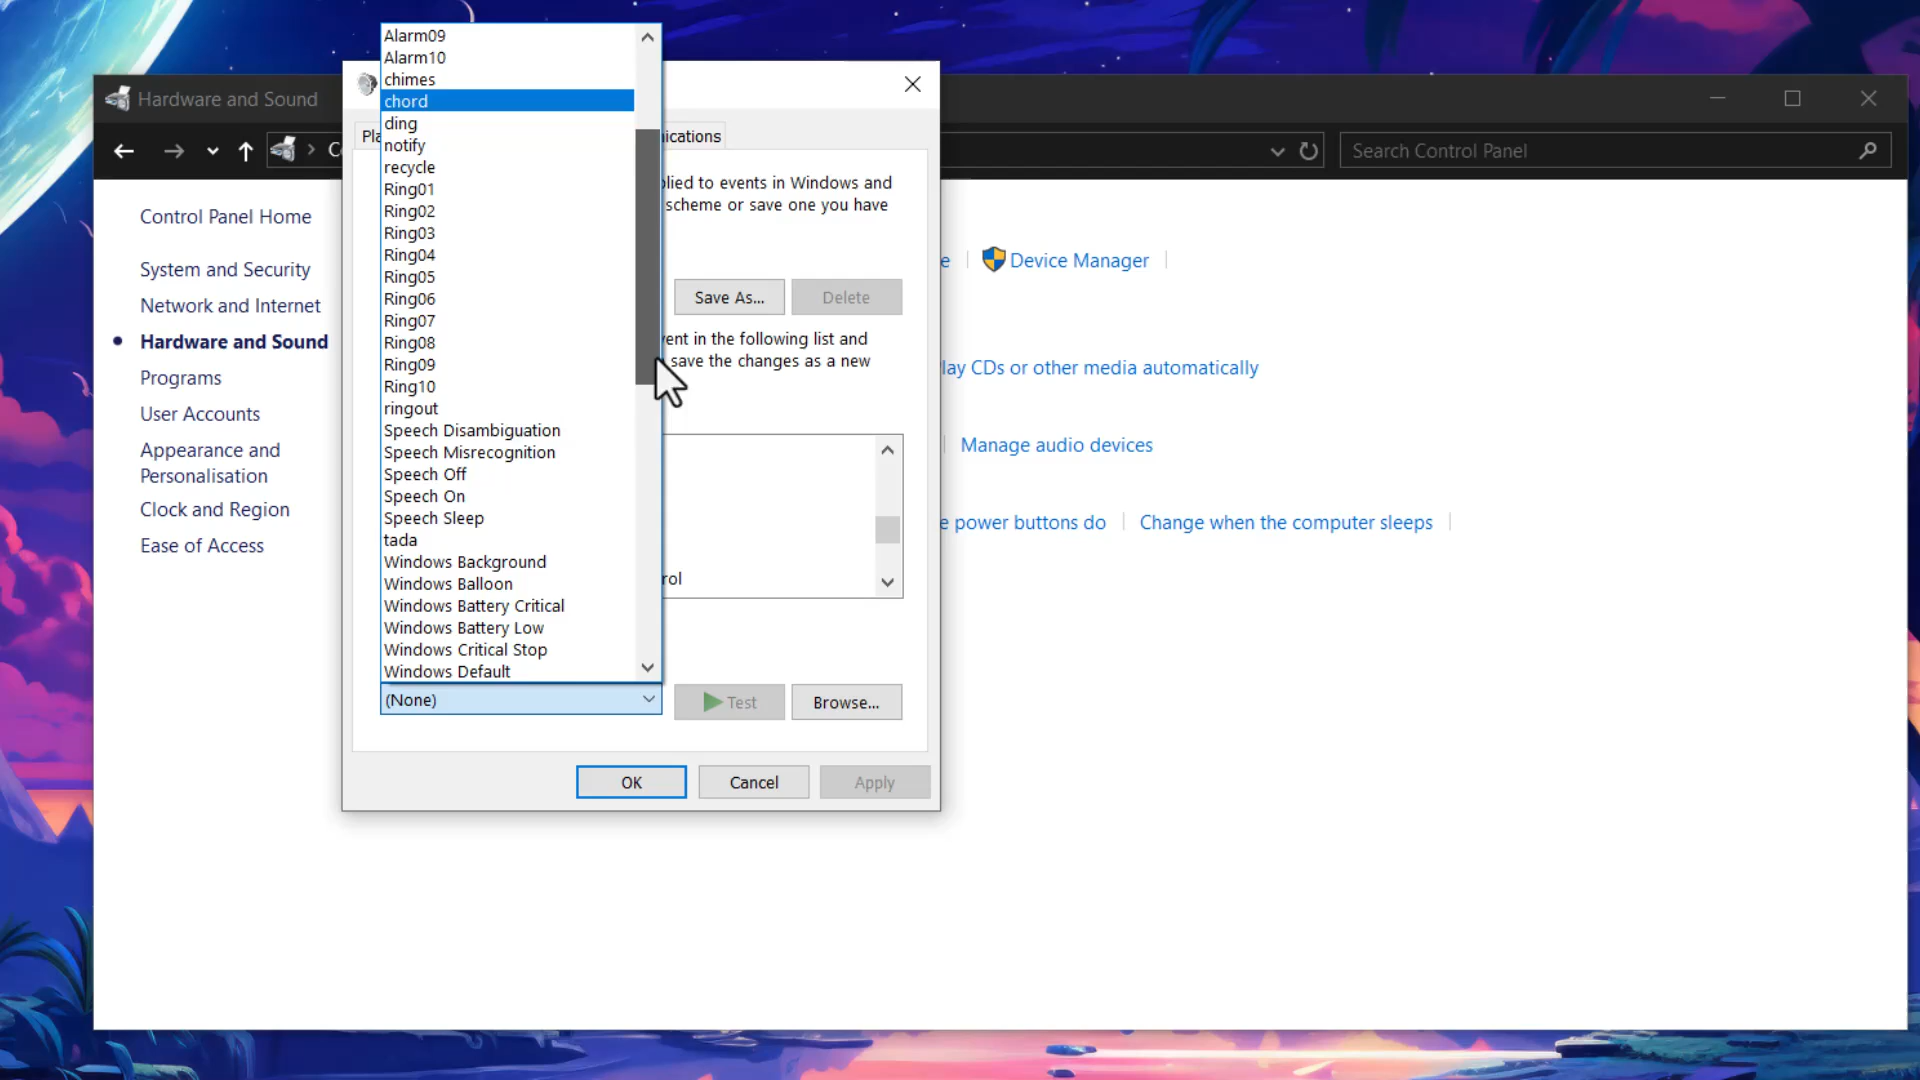 Alarm09
Alarm10
chimes
chord
ding
notify
recycle
Ring01
Ring02
Ring03
Ring04
Ring05
Ring06
Ring07
Ring08
Ring09
Ring10
ringout
Speech Disambiguation
Speech Misrecognition
Speech Off
Speech On
Speech Sleep
tada
Windows Background
Windows Balloon
Windows Battery Critical
Windows Battery Low
Windows Critical Stop
Windows Default
(None)
Test
Browse...
OK
Cancel
Apply
Pla
ications
plied to events in Windows and
scheme or save one you have
Save As...
Delete
vent in the following list and
save the changes as a new
rol
Hardware and Sound
C
Search Control Panel
Control Panel Home
System and Security
Network and Internet
Hardware and Sound
Programs
User Accounts
Appearance and
Personalisation
Clock and Region
Ease of Access
e
Device Manager
lay CDs or other media automatically
Manage audio devices
e power buttons do
Change when the computer sleeps